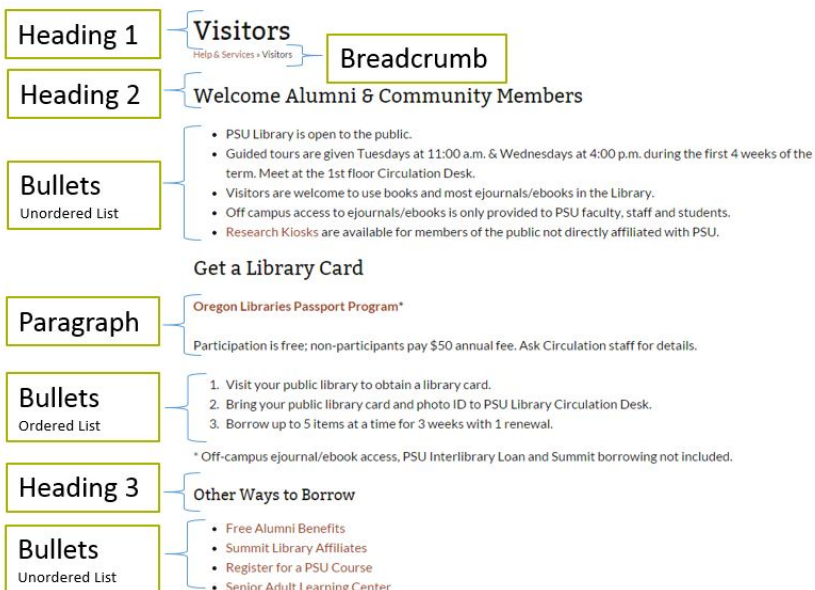 Heading 1
Visitors
Help & Services » Visitors
Breadcrumb
Heading 2
Welcome Alumni & Community Members
Bullets
Unordered List
• PSU Library is open to the public.
• Guided tours are given Tuesdays at 11:00 a.m. & Wednesdays at 4:00 p.m. during the first 4 weeks of the
term. Meet at the 1st floor Circulation Desk.
• Visitors are welcome to use books and most ejournals/ebooks in the Library.
• Off campus access to ejournals/ebooks is only provided to PSU faculty, staff and students.
• Research Kiosks are available for members of the public not directly affiliated with PSU.
Get a Library Card
Paragraph
Oregon Libraries Passport Program*
Participation is free; non-participants pay $50 annual fee. Ask Circulation staff for details.
Bullets
Ordered List
1. Visit your public library to obtain a library card.
2. Bring your public library card and photo ID to PSU Library Circulation Desk.
3. Borrow up to 5 items at a time for 3 weeks with 1 renewal.
* Off-campus ejournal/ebook access, PSU Interlibrary Loan and Summit borrowing not included.
Heading 3
Other Ways to Borrow
Bullets
Unordered List
• Free Alumni Benefits
• Summit Library Affiliates
• Register for a PSU Course
• Senior Adult Learning Center